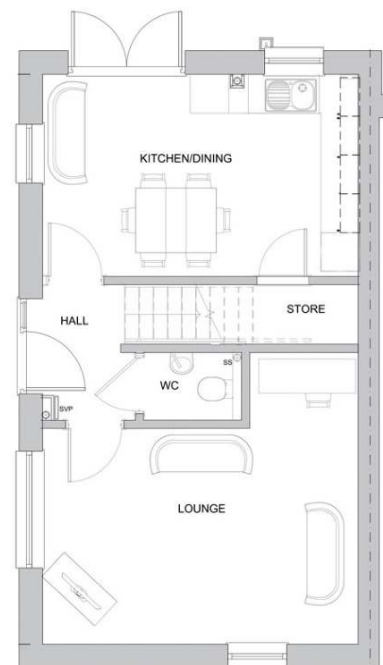 KITCHEN/DINING
STORE
HALL
SS
WC
SVP
LOUNGE